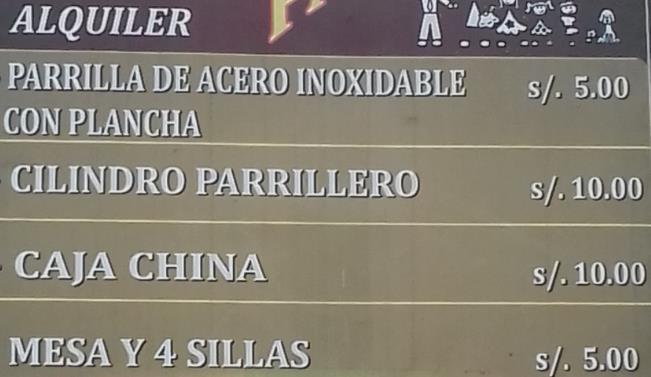 ALQUILER
PARRILLA DE ACERO INOXIDABLE s/. 5.00
CON PLANCHA
CILINDRO PARRILLERO s/. 10.00
CAJA CHINA s/. 10.00
MESA Y 4 SILLAS s/. 5.00